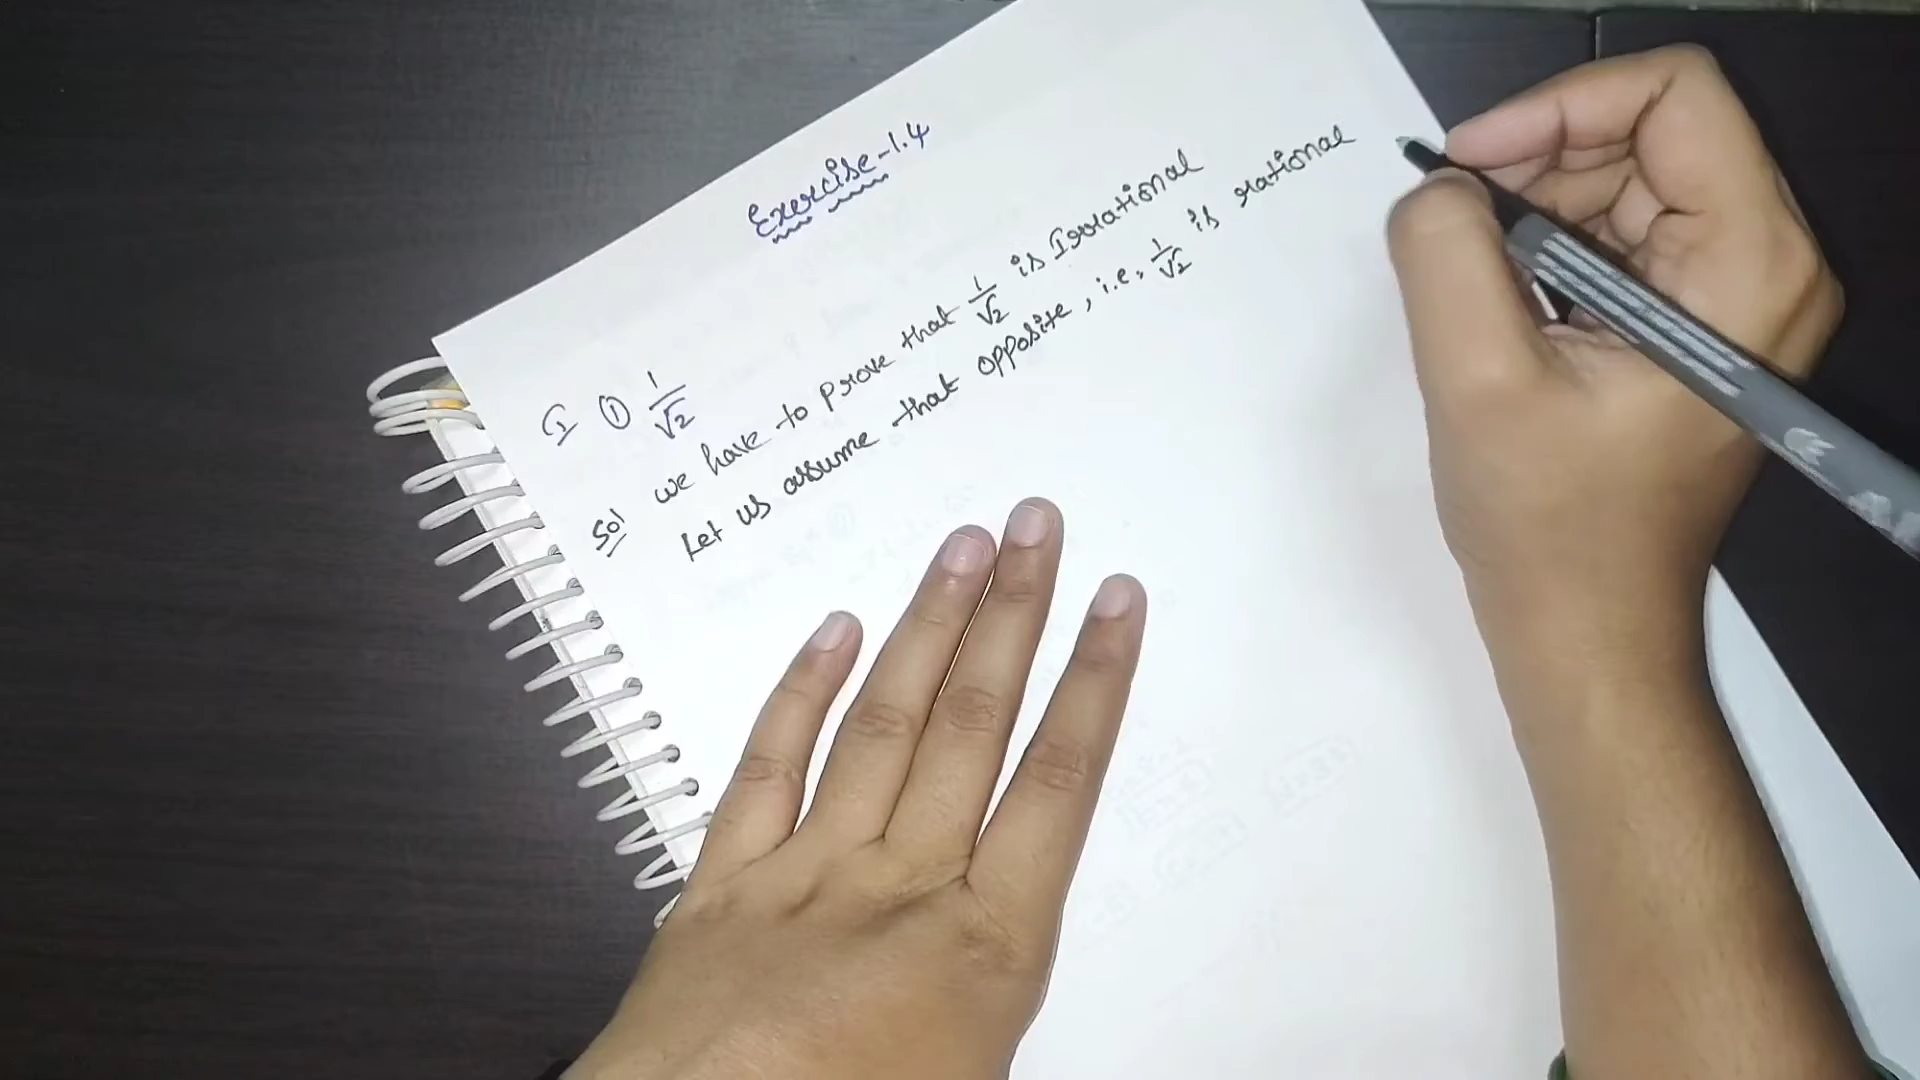 Exercise-1.4
I ① 1/√2
Sol we have to prove that 1/√2 is Irrational
Let us assume that opposite, i.e., 1/√2 is rational